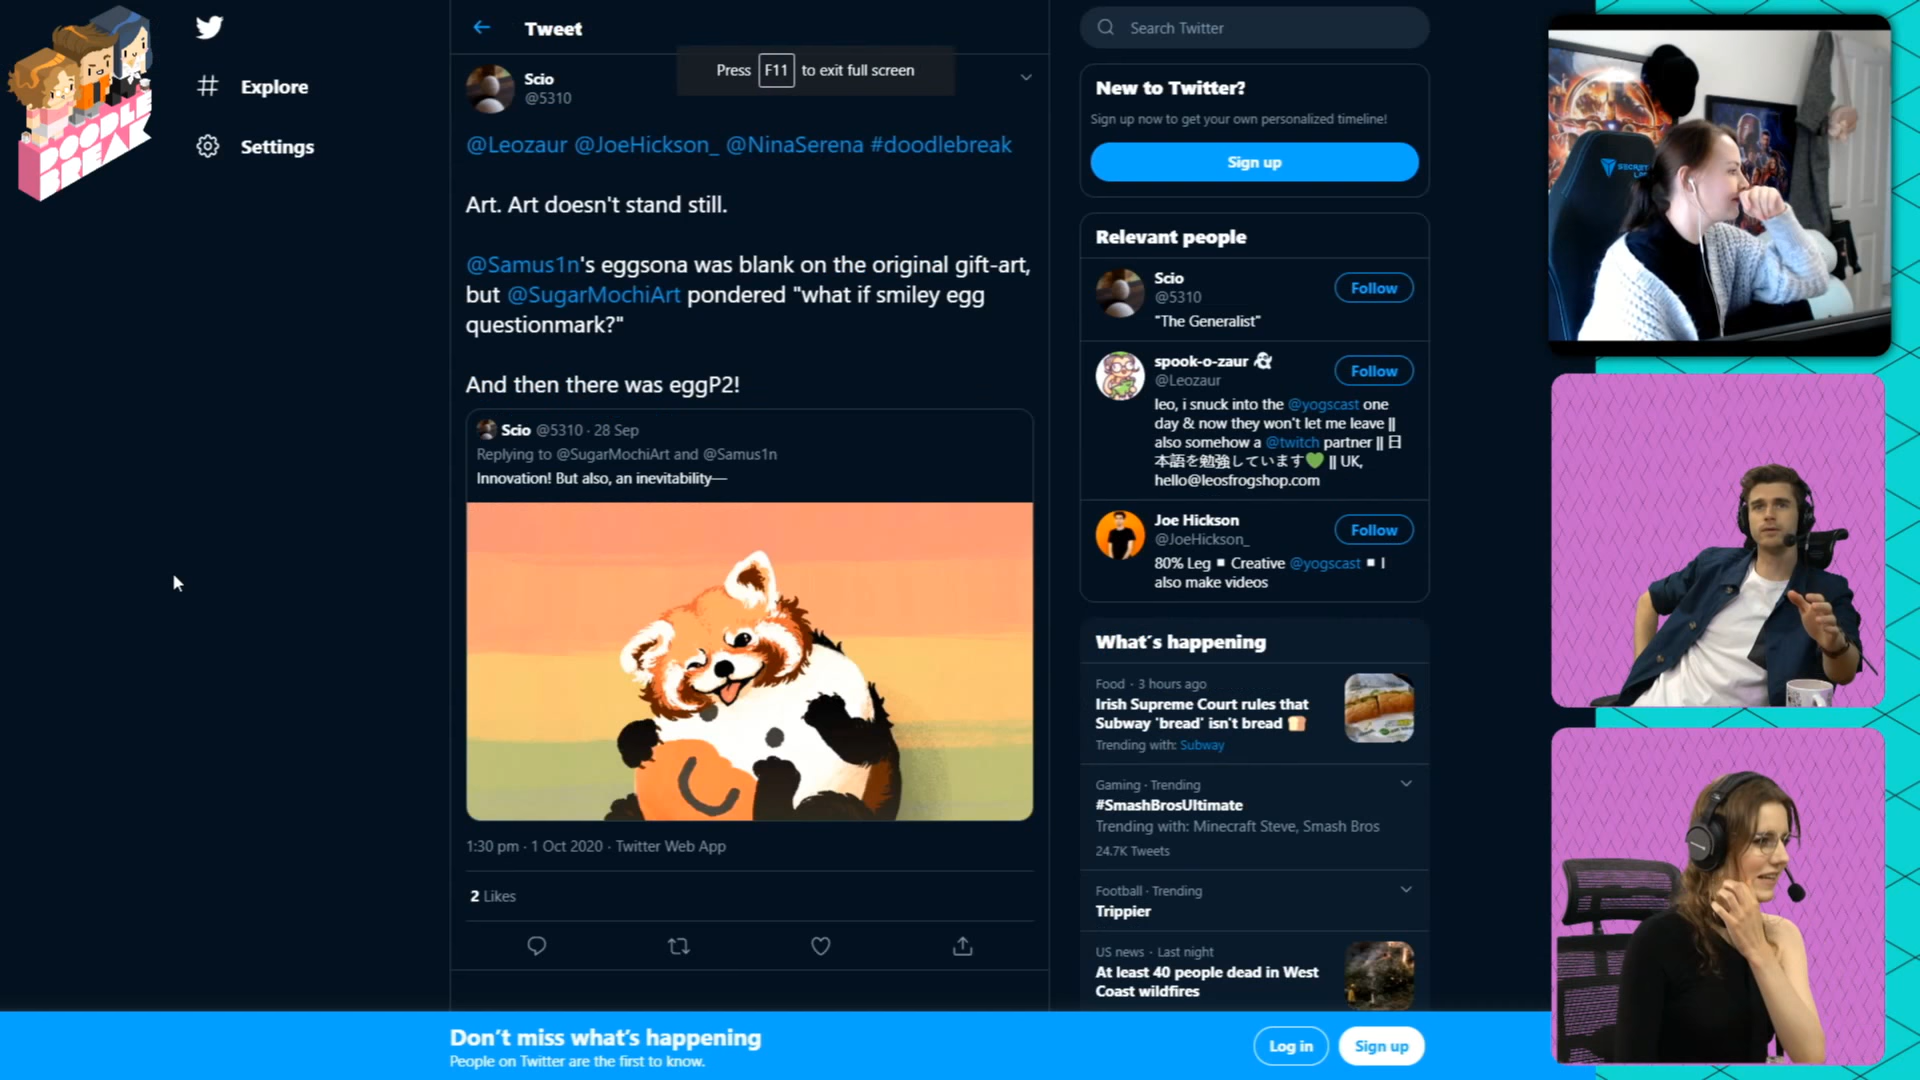 DOODLE
BREAK
Explore
Settings
Tweet
Press F11 to exit full screen
Scio
@5310
@Leozaur @JoeHickson_ @NinaSerena #doodlebreak
Art. Art doesn't stand still.
@Samus1n's eggsona was blank on the original gift-art,
but @SugarMochiArt pondered "what if smiley egg
questionmark?"
And then there was eggP2!
Scio @5310 · 28 Sep
Replying to @SugarMochiArt and @Samus1n
Innovation! But also, an inevitability—
1:30 pm · 1 Oct 2020 · Twitter Web App
2 Likes
Search Twitter
New to Twitter?
Sign up now to get your own personalized timeline!
Sign up
Relevant people
Scio
@5310
Follow
"The Generalist"
spook-o-zaur 👻
@Leozaur
Follow
leo, i snuck into the @yogscast one
day & now they won't let me leave ||
also somehow a @twitch partner || 日
本語を勉強しています💚 || UK,
hello@leosfrogshop.com
Joe Hickson
@JoeHickson_
Follow
80% Leg ▪ Creative @yogscast ▪ I
also make videos
What's happening
Food · 3 hours ago
Irish Supreme Court rules that
Subway 'bread' isn't bread 🍞
Trending with: Subway
Gaming · Trending
#SmashBrosUltimate
Trending with: Minecraft Steve, Smash Bros
24.7K Tweets
Football · Trending
Trippier
US news · Last night
At least 40 people dead in West
Coast wildfires
Don't miss what's happening
People on Twitter are the first to know.
Log in
Sign up